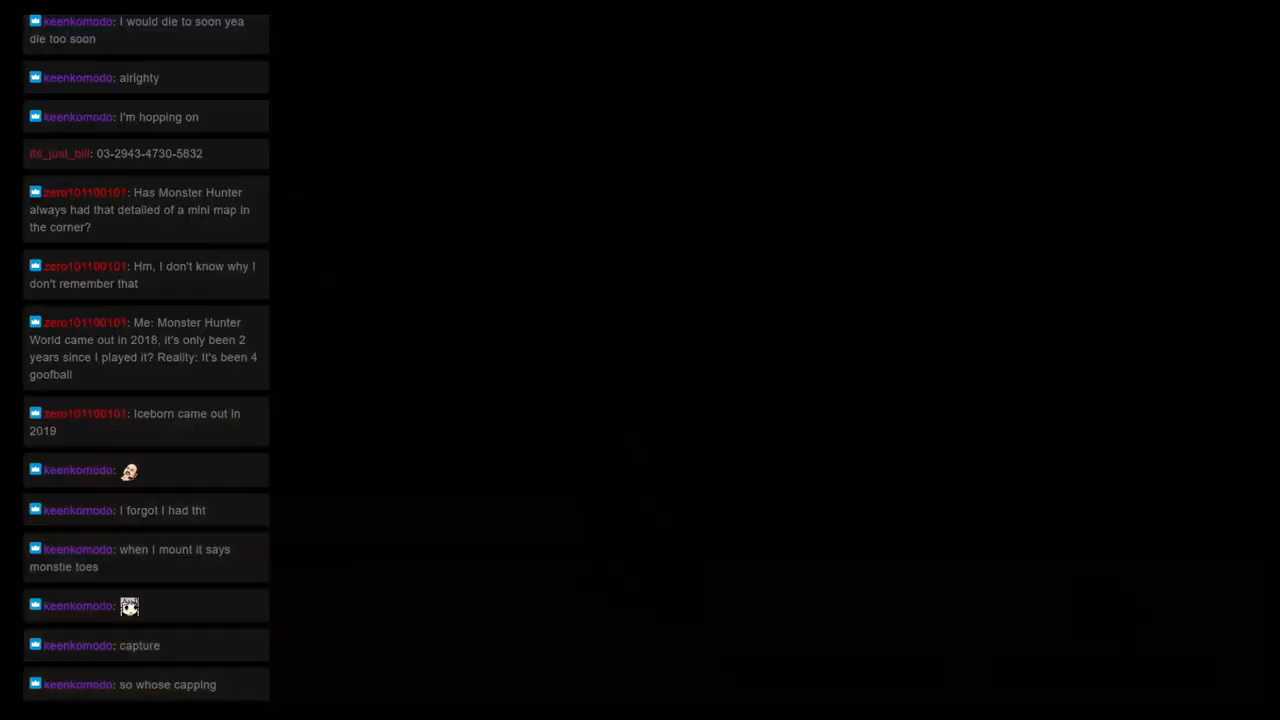 keenkomodo: I would die to soon yea
die too soon
keenkomodo: alrighty
keenkomodo: I'm hopping on
its_just_blil: 03-2943-4730-5832
zero101100101: Has Monster Hunter
always had that detailed of a mini map in
the corner?
zero101100101: Hm, I don't know why I
don't remember that
zero101100101: Me: Monster Hunter
World came out in 2018, it's only been 2
years since I played it? Reality: It's been 4
goofball
zero101100101: Iceborn came out in
2019
keenkomodo:
keenkomodo: I forgot I had tht
keenkomodo: when I mount it says
monstie toes
keenkomodo:
keenkomodo: capture
keenkomodo: so whose capping